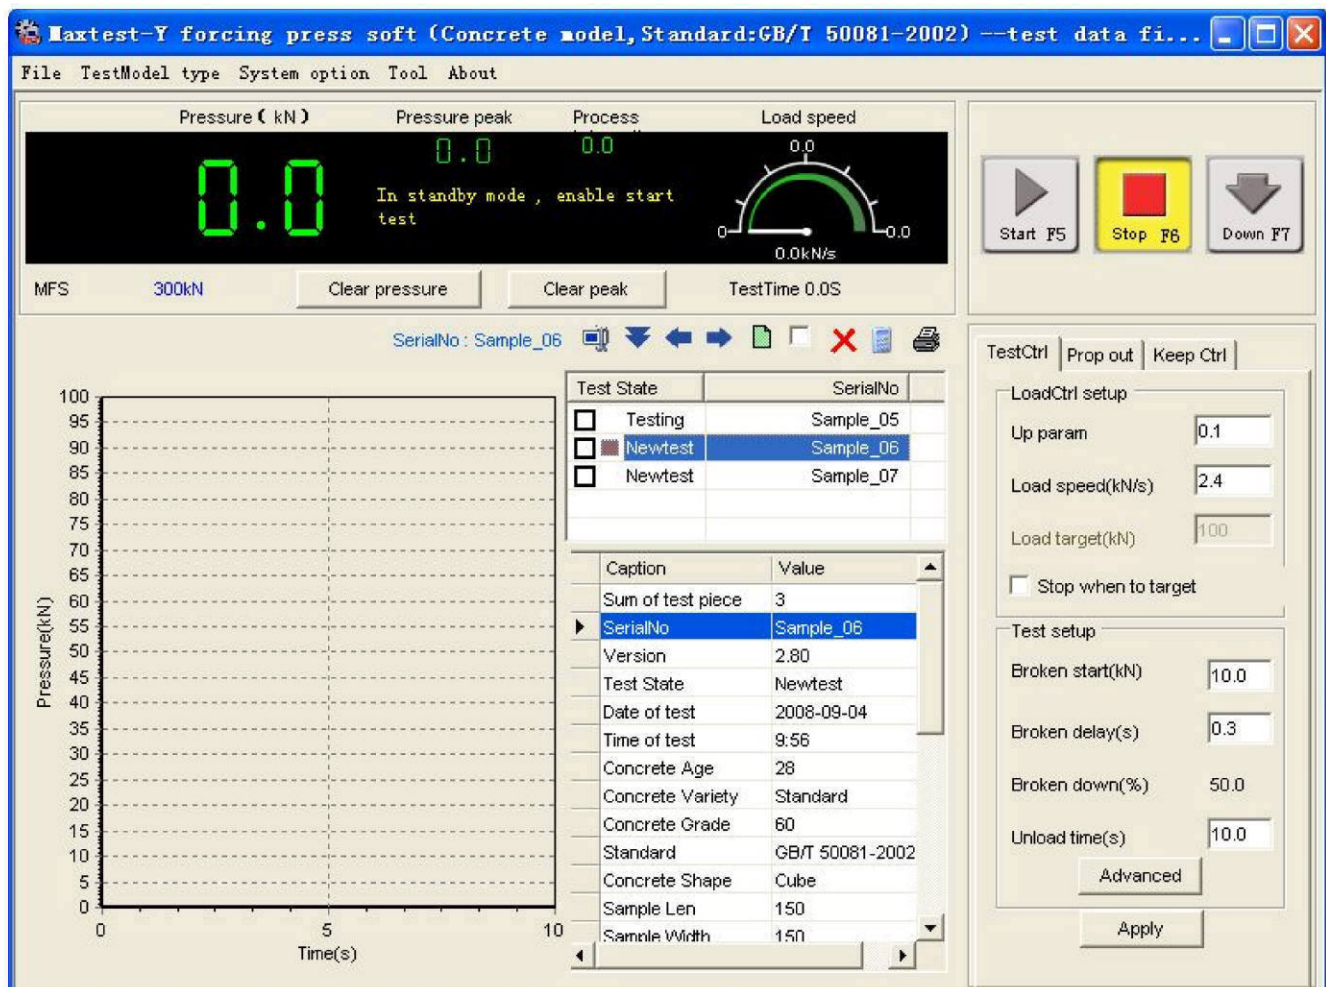 Maxtest-Y forcing press soft (Concrete model,Standard:GB/T 50081-2002) --test data fi...
File TestModel type System option Tool About
Pressure ( kN ) Pressure peak Process Load speed
0.0 0.0 0.0 0.0
In standby mode , enable start
test
0 0.0
0.0kN/s
MFS 300kN Clear pressure Clear peak TestTime 0.0S
Start F5 Stop F6 Down F7
SerialNo : Sample_06
Pressure(kN)
100
95
90
85
80
75
70
65
60
55
50
45
40
35
30
25
20
15
10
5
0
0 5 10
Time(s)
Test State SerialNo
Testing Sample_05
Newtest Sample_06
Newtest Sample_07
Caption Value
Sum of test piece 3
SerialNo Sample_06
Version 2.80
Test State Newtest
Date of test 2008-09-04
Time of test 9:56
Concrete Age 28
Concrete Variety Standard
Concrete Grade 60
Standard GB/T 50081-2002
Concrete Shape Cube
Sample Len 150
Sample Width 150
TestCtrl Prop out Keep Ctrl
LoadCtrl setup
Up param 0.1
Load speed(kN/s) 2.4
Load target(kN) 100
Stop when to target
Test setup
Broken start(kN) 10.0
Broken delay(s) 0.3
Broken down(%) 50.0
Unload time(s) 10.0
Advanced
Apply